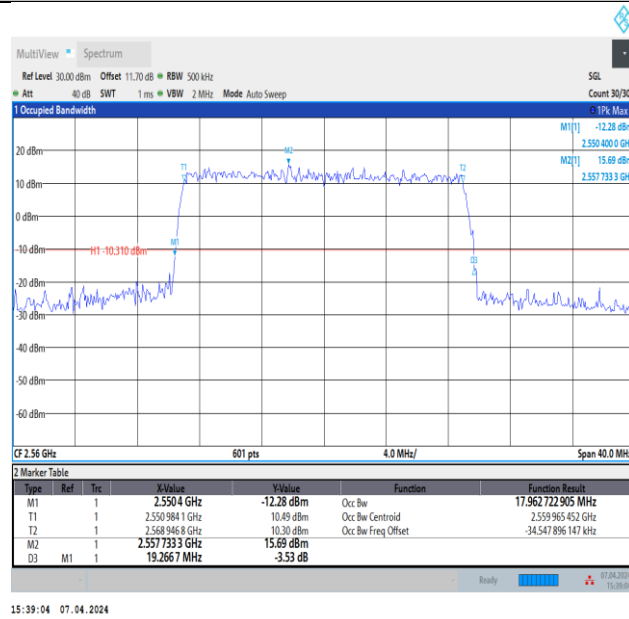 MultiView Spectrum
Ref Level 30.00 dBm Offset 11.70 dB RBW 500 kHz SGL
Att 40 dB SWT 1 ms VBW 2 MHz Mode Auto Sweep Count 30/30
1 Occupied Bandwidth 1Pk Max
M1[1] -12.28 dBm
2.550 400 0 GH
M2[1] 15.69 dBm
2.557 733 3 GH
20 dBm
10 dBm
0 dBm
-10 dBm
-20 dBm
-30 dBm
-40 dBm
-50 dBm
-60 dBm
T1
M2
T2
M1
H1 -10.310 dBm
D3
CF 2.56 GHz 601 pts 4.0 MHz/ Span 40.0 MHz
2 Marker Table
Type Ref Trc X-Value Y-Value Function Function Result
M1 1 2.5504 GHz -12.28 dBm Occ Bw 17.962 722 905 MHz
T1 1 2.550 984 1 GHz 10.49 dBm Occ Bw Centroid 2.559 965 452 GHz
T2 1 2.568 946 8 GHz 10.30 dBm Occ Bw Freq Offset -34.547 896 147 kHz
M2 1 2.557 733 3 GHz 15.69 dBm
D3 M1 1 19.266 7 MHz -3.53 dB
Ready 07.04.2024
15:39:04
15:39:04 07.04.2024